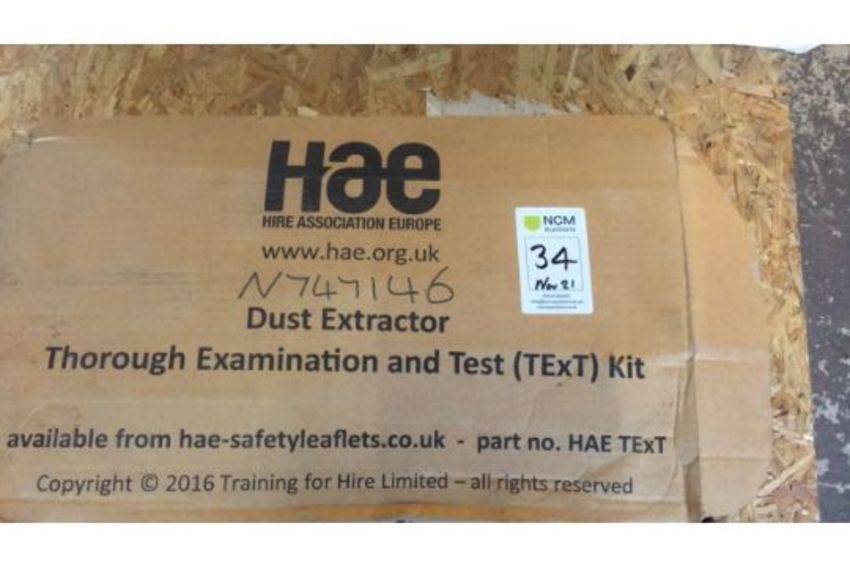 Hae
HIRE ASSOCIATION EUROPE
www.hae.org.uk
N747146
Dust Extractor
Thorough Examination and Test (TExT) Kit
available from hae-safetyleaflets.co.uk - part no. HAE TExT
Copyright © 2016 Training for Hire Limited – all rights reserved
NCM
Auctions
34
Nov 21